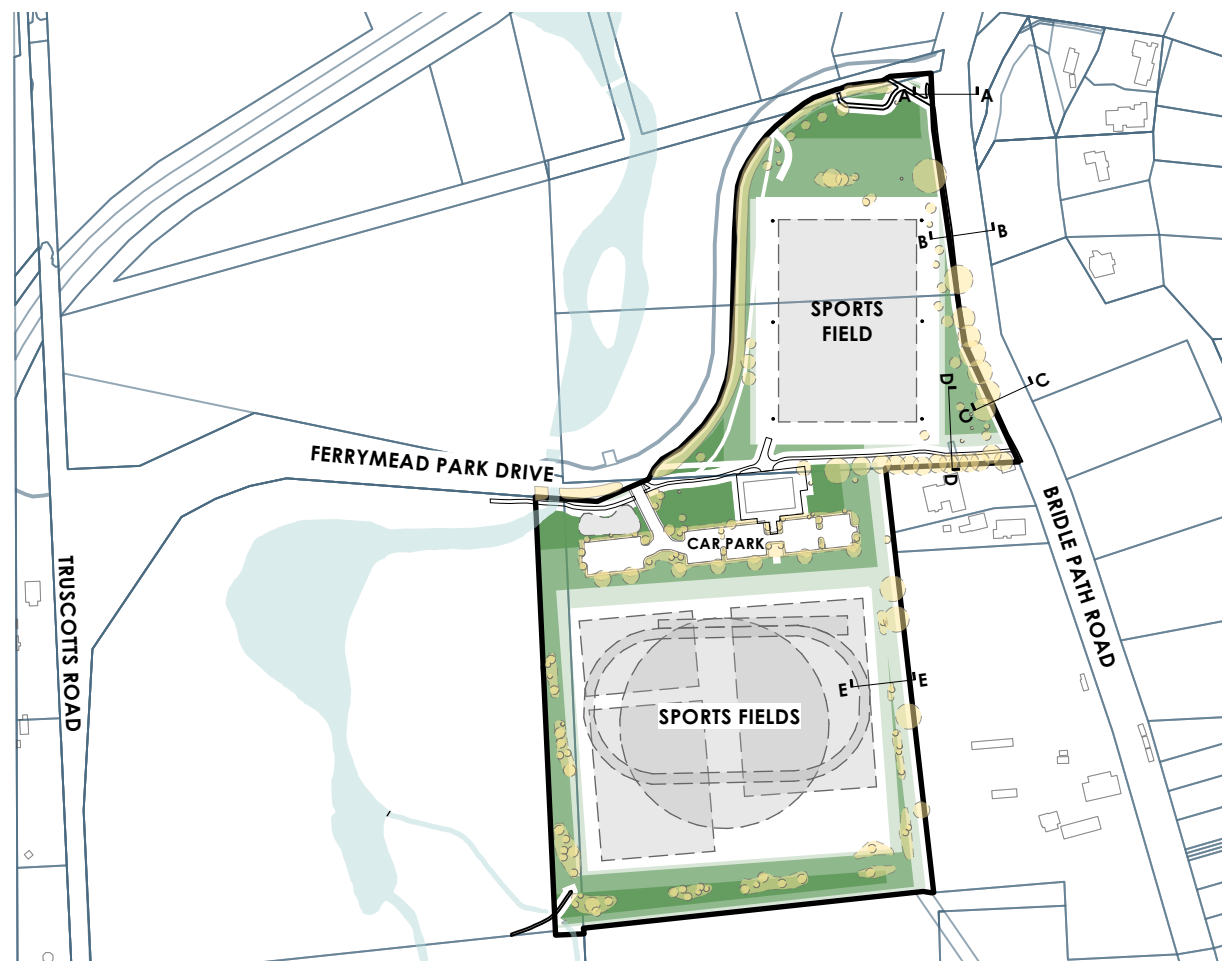 A A
B B
SPORTS
FIELD
D C
C
FERRYMEAD PARK DRIVE
D
BRIDLE PATH ROAD
CAR PARK
TRUSCOTTS ROAD
E E
SPORTS FIELDS